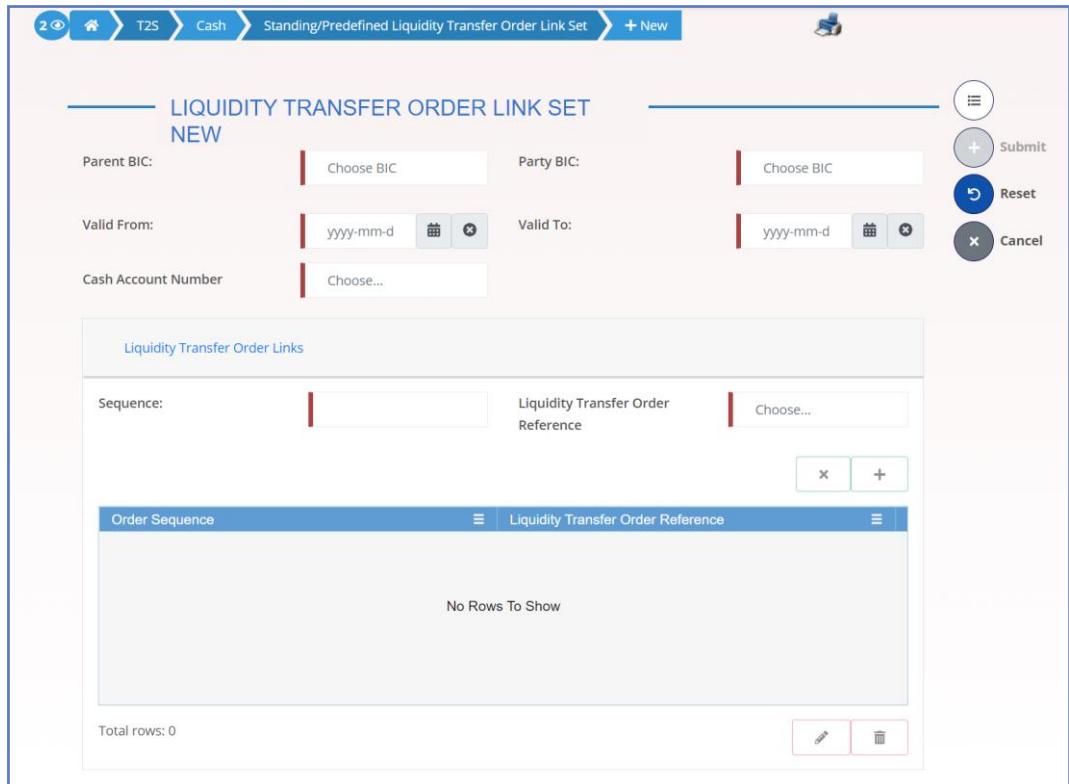 2
T2S
Cash
Standing/Predefined Liquidity Transfer Order Link Set
+ New
LIQUIDITY TRANSFER ORDER LINK SET
NEW
Submit
Reset
Cancel
Parent BIC:
Choose BIC
Party BIC:
Choose BIC
Valid From:
yyyy-mm-d
Valid To:
yyyy-mm-d
Cash Account Number
Choose...
Liquidity Transfer Order Links
Sequence:
Liquidity Transfer Order
Reference
Choose...
Order Sequence
Liquidity Transfer Order Reference
No Rows To Show
Total rows: 0